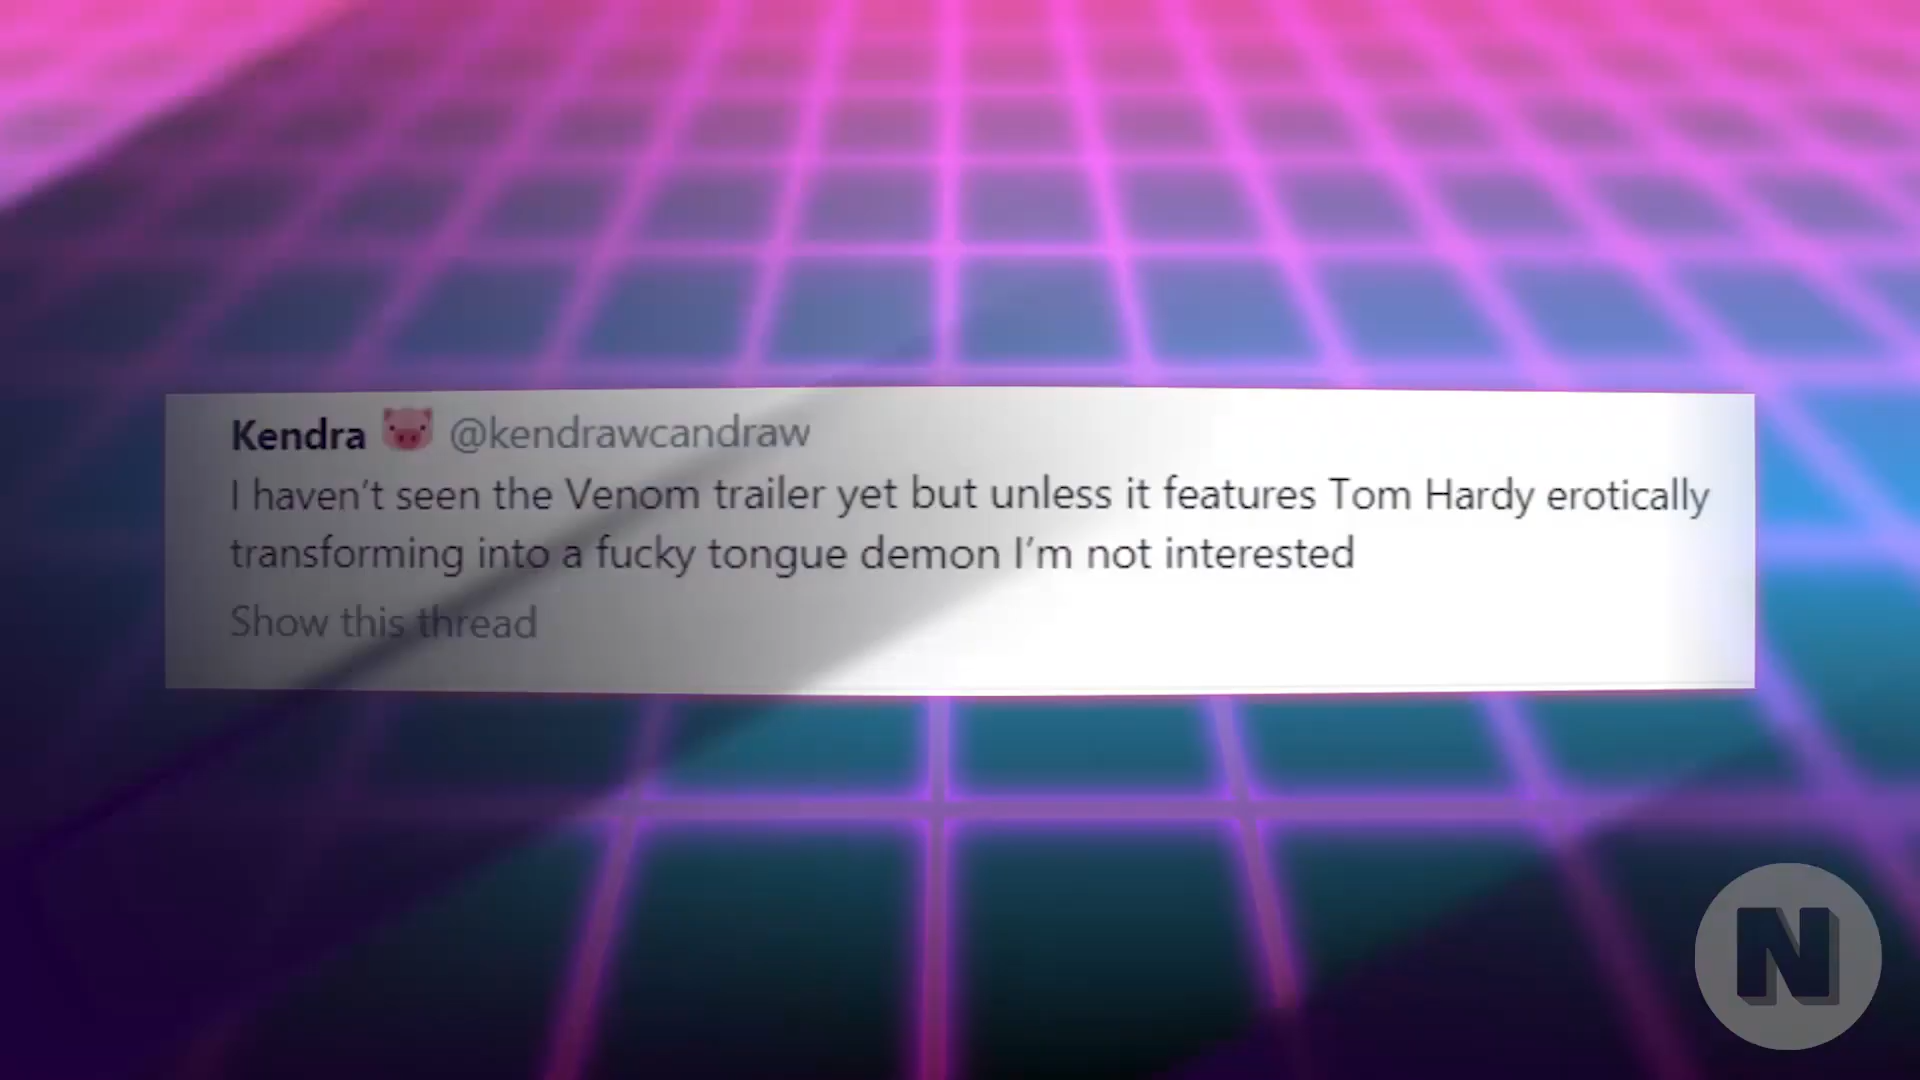 Kendra 🐷 @kendrawcandraw
I haven't seen the Venom trailer yet but unless it features Tom Hardy erotically
transforming into a fucky tongue demon I'm not interested
Show this thread
N